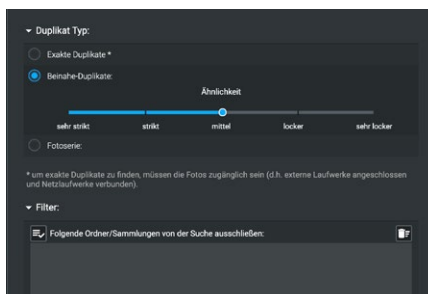 Duplikat Typ:
Exakte Duplikate *
Beinahe-Duplikate:
Ähnlichkeit
sehr strikt strikt mittel locker sehr locker
Fotoserie:
* um exakte Duplikate zu finden, müssen die Fotos zugänglich sein (d.h. externe Laufwerke angeschlossen
und Netzlaufwerke verbunden).
Filter:
Folgende Ordner/Sammlungen von der Suche ausschließen: